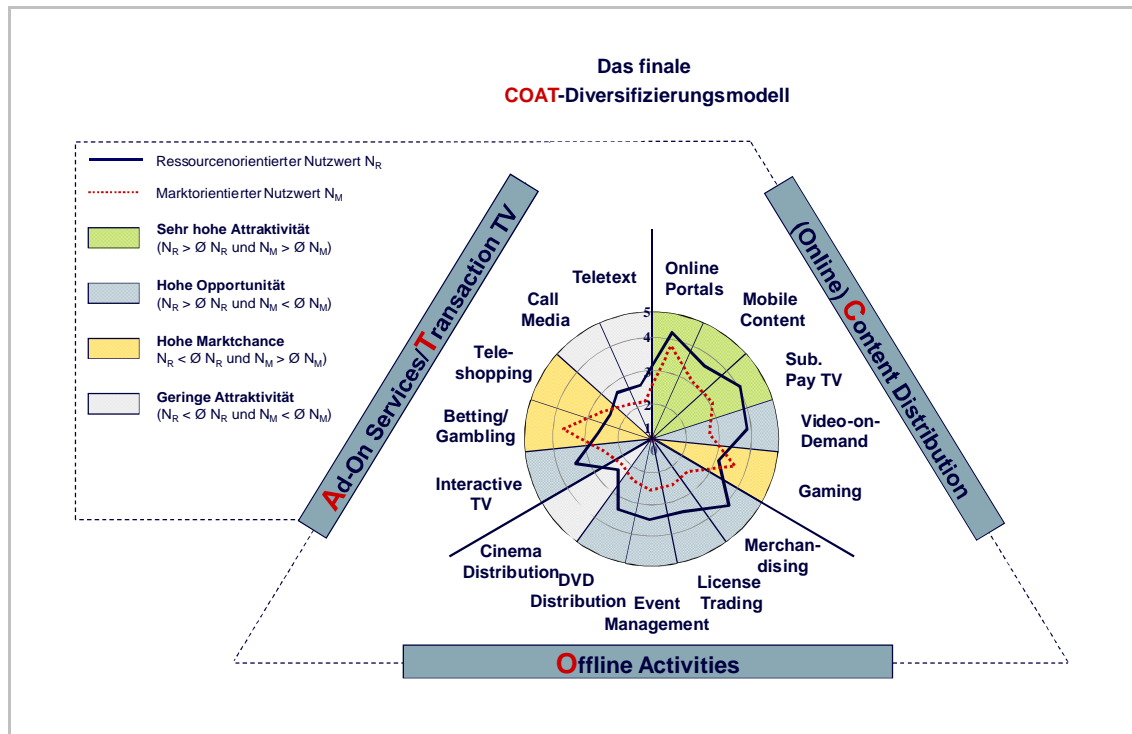 Das finale
COAT-Diversifizierungsmodell
Ressourcenorientierter Nutzwert NR
Marktorientierter Nutzwert NM
Sehr hohe Attraktivität
(NR > Ø NR und NM > Ø NM)
Hohe Opportunität
(NR > Ø NR und NM < Ø NM)
Hohe Marktchance
NR < Ø NR und NM > Ø NM)
Geringe Attraktivität
(NR < Ø NR und NM < Ø NM)
Ad-On Services/Transaction TV
(Online) Content Distribution
Offline Activities
Teletext
Online
Portals
Call
Media
Mobile
Content
Tele-
shopping
Sub.
Pay TV
Betting/
Gambling
Video-on-
Demand
Interactive
TV
Gaming
Cinema
Distribution
Merchan-
dising
DVD
Distribution
License
Trading
Event
Management
5
4
3
2
1
0